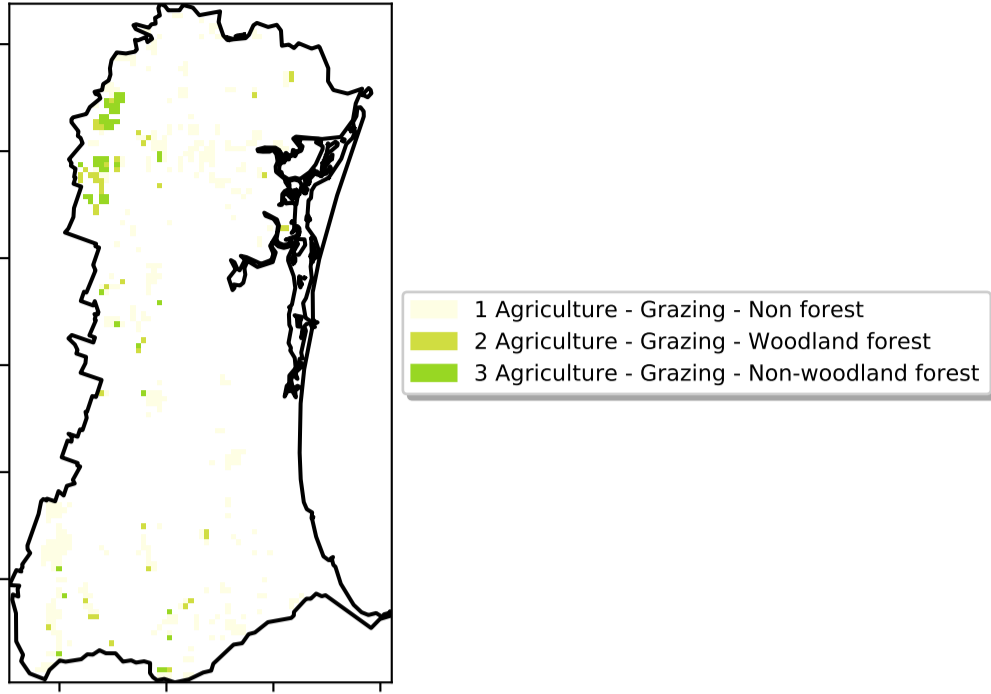 1 Agriculture - Grazing - Non forest
2 Agriculture - Grazing - Woodland forest
3 Agriculture - Grazing - Non-woodland forest